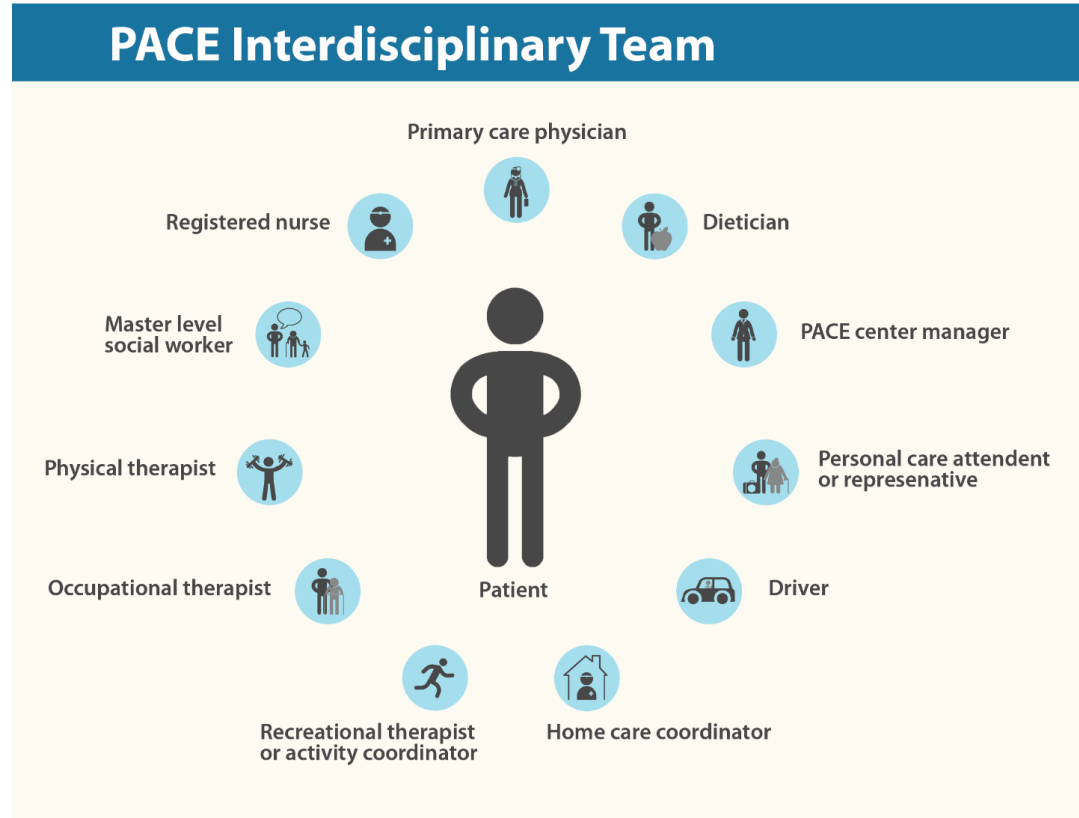 PACE Interdisciplinary Team
Primary care physician
Registered nurse
Dietician
Master level
social worker
PACE center manager
Physical therapist
Personal care attendent
or represenative
Occupational therapist
Patient
Driver
Recreational therapist
or activity coordinator
Home care coordinator